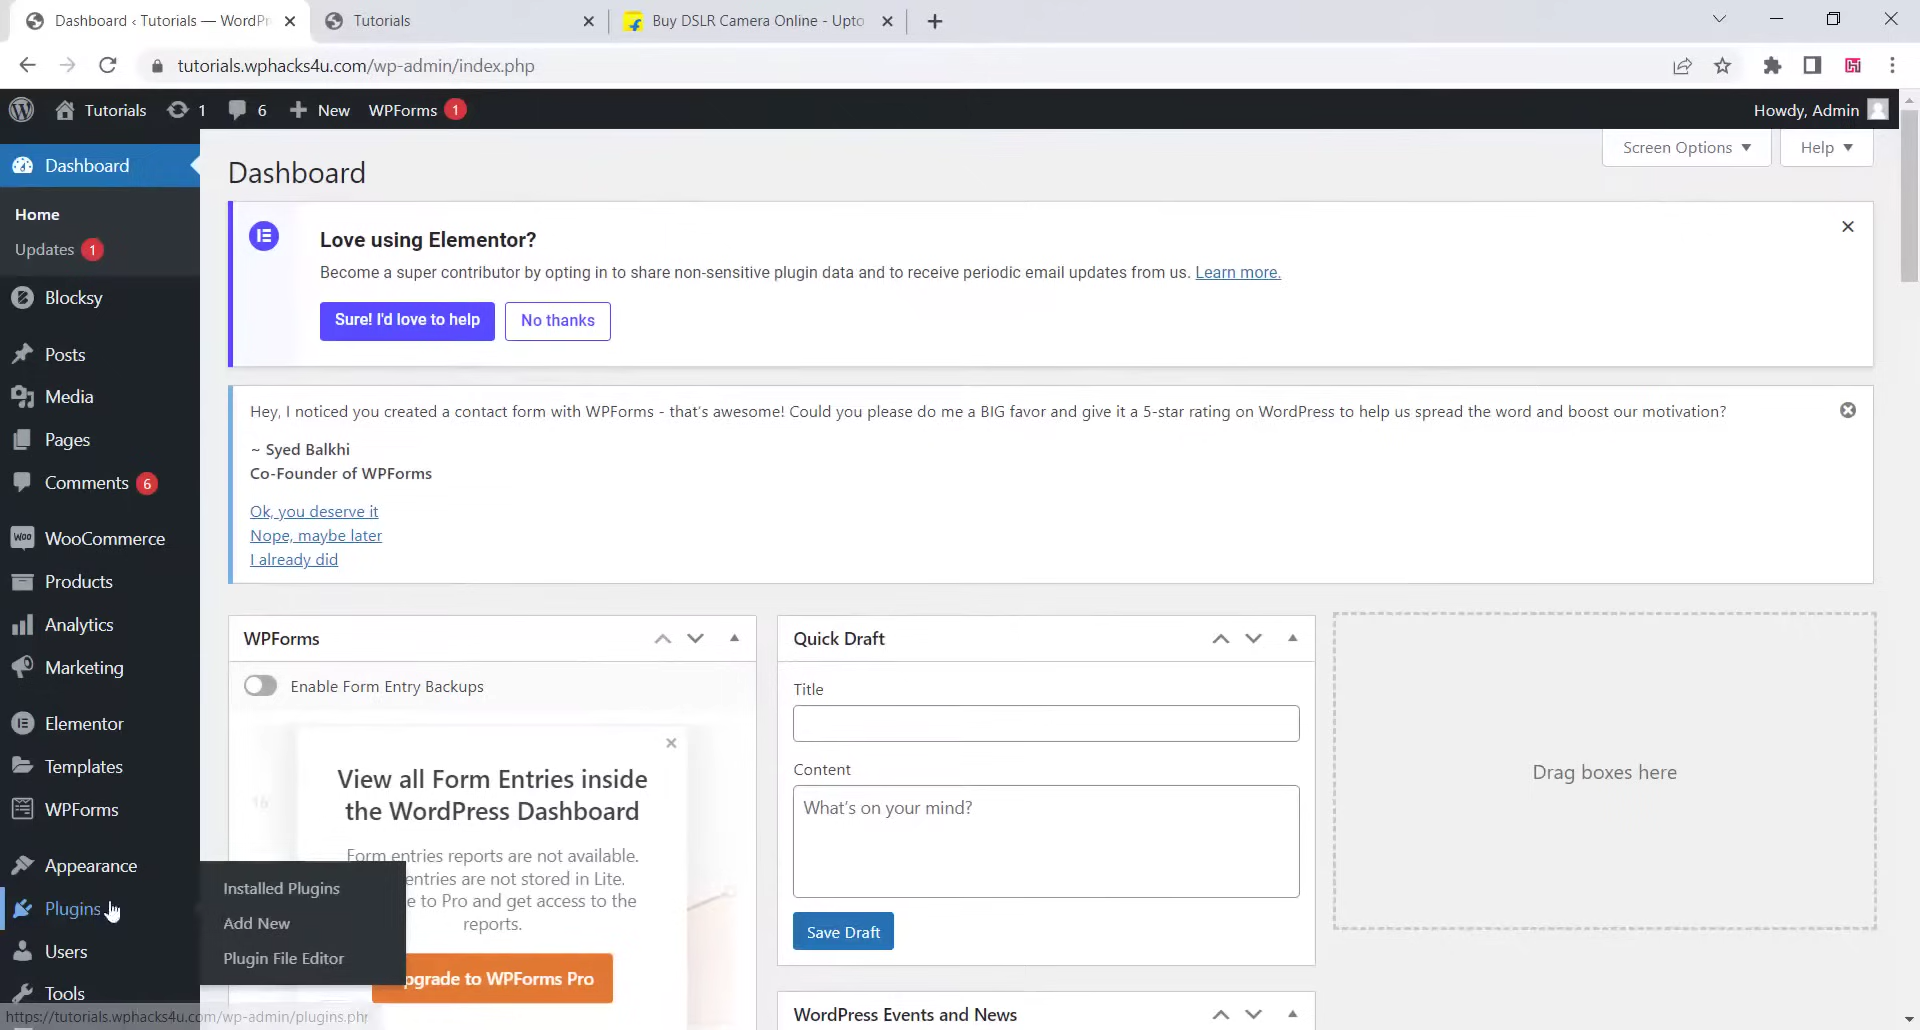 Dashboard ‹ Tutorials — WordPr
Tutorials
Buy DSLR Camera Online - Upto
tutorials.wphacks4u.com/wp-admin/index.php
Tutorials
1
6
New
WPForms 1
Howdy, Admin
Dashboard
Home
Updates 1
Blocksy
Posts
Media
Pages
Comments 6
WooCommerce
Products
Analytics
Marketing
Elementor
Templates
WPForms
Appearance
Plugins
Users
Tools
Installed Plugins
Add New
Plugin File Editor
https://tutorials.wphacks4u.com/wp-admin/plugins.php
Screen Options
Help
Dashboard
Love using Elementor?
Become a super contributor by opting in to share non-sensitive plugin data and to receive periodic email updates from us. Learn more.
Sure! I'd love to help
No thanks
Hey, I noticed you created a contact form with WPForms - that's awesome! Could you please do me a BIG favor and give it a 5-star rating on WordPress to help us spread the word and boost our motivation?
~ Syed Balkhi
Co-Founder of WPForms
Ok, you deserve it
Nope, maybe later
I already did
WPForms
Enable Form Entry Backups
View all Form Entries inside
the WordPress Dashboard
Form entries reports are not available.
entries are not stored in Lite.
e to Pro and get access to the
reports.
pgrade to WPForms Pro
Quick Draft
Title
Content
What's on your mind?
Save Draft
WordPress Events and News
Drag boxes here